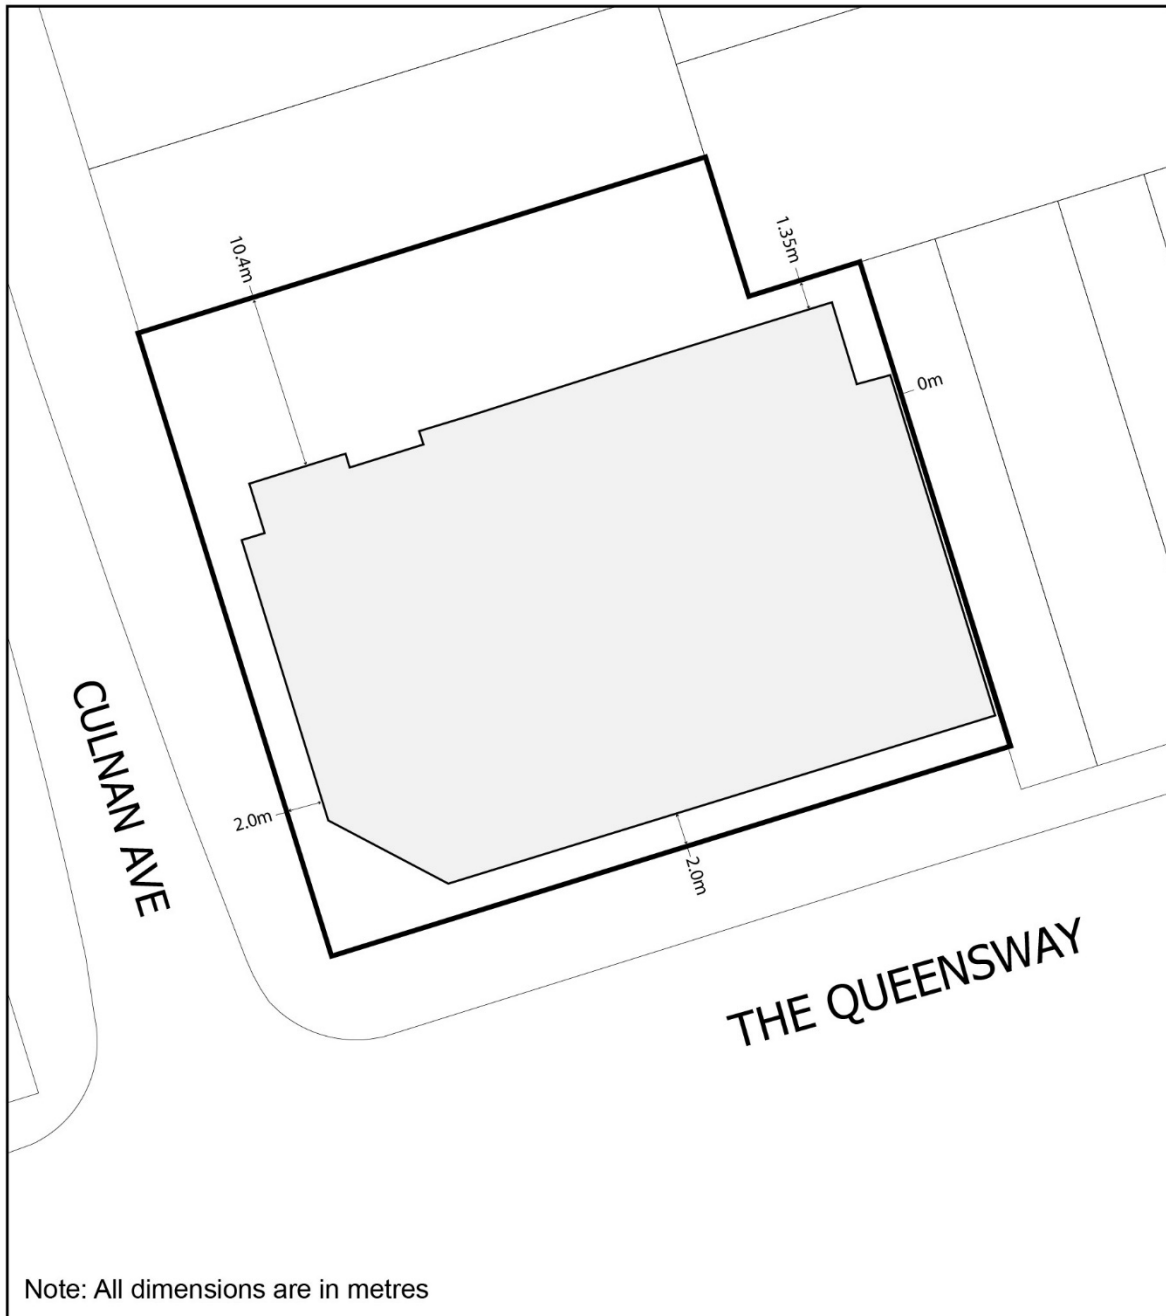 10.4m
1.35m
0m
2.0m
2.0m
CULNAN AVE
THE QUEENSWAY
Note: All dimensions are in metres